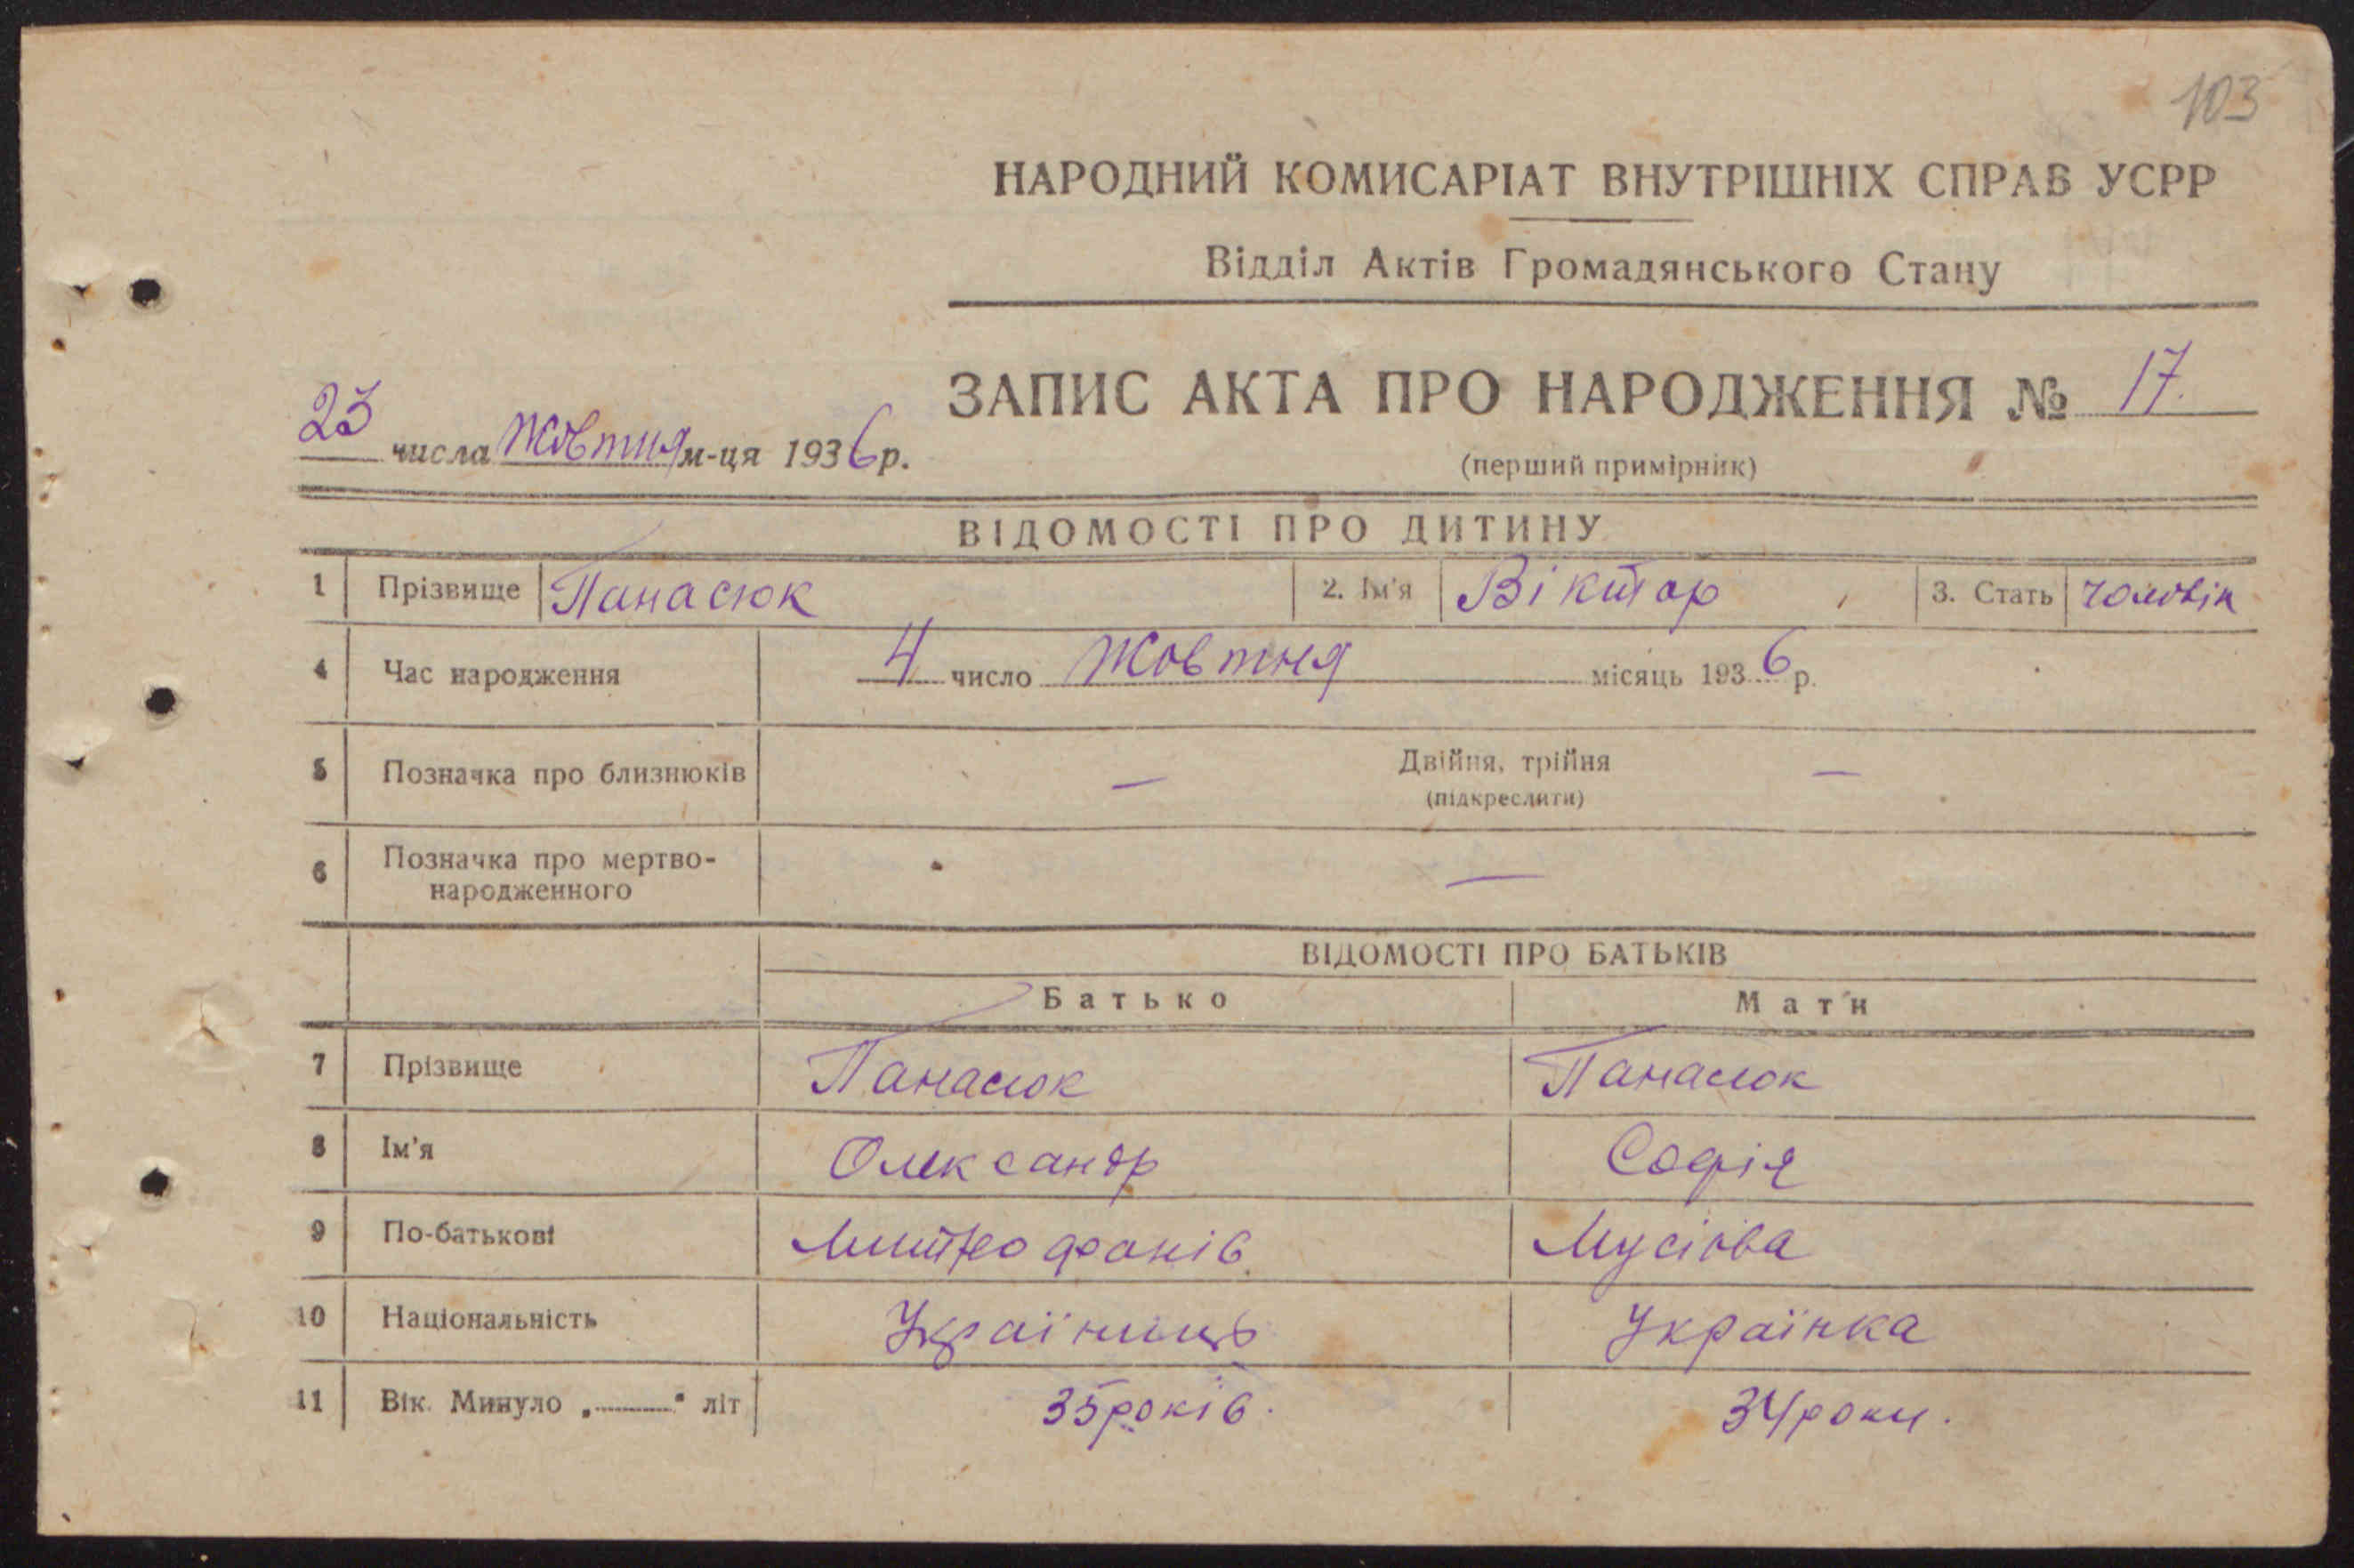 103
НАРОДНИЙ КОМИСАРІАТ ВНУТРІШНІХ СПРАВ УСРР
Відділ Актів Громадянського Стану
ЗАПИС АКТА ПРО НАРОДЖЕННЯ № 17.
23 числа Жовтня м-ця 1936 р.
(перший примірник)
ВІДОМОСТІ ПРО ДИТИНУ
1 Прізвище Панасюк 2. Ім'я Віктор 3. Стать чоловік
4 Час народження 4 число Жовтня місяць 1936 р.
5 Позначка про близнюків — Двійня, трійня —
(підкреслити)
6 Позначка про мертво-
народженного —
ВІДОМОСТІ ПРО БАТЬКІВ
Батько Мати
7 Прізвище Панасюк Панасюк
8 Ім'я Олександр Софія
9 По-батькові Митрофанів Мусіова
10 Національність Українець Українка
11 Вік. Минуло „ “ літ 35 років. 34 роки.